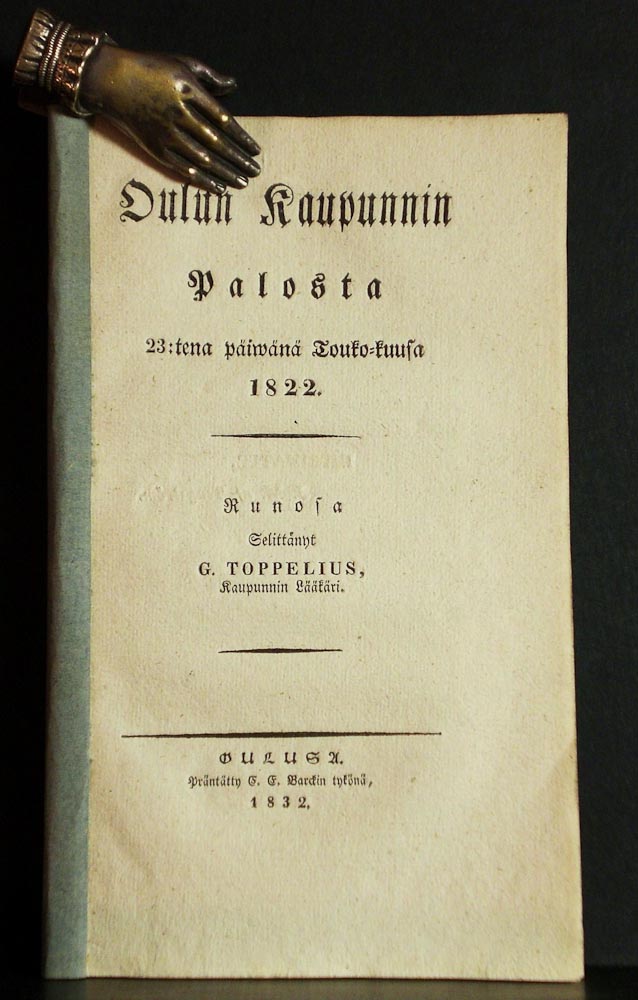 Oulun Kaupunnin
Palosta
23:tena päiwänä Touko-kuusa
1822.
Runosa
Selittänyt
G. TOPPELIUS,
Kaupunnin Lääkäri.
OULUSA.
Präntätty C. E. Barckin tykönä,
1832.